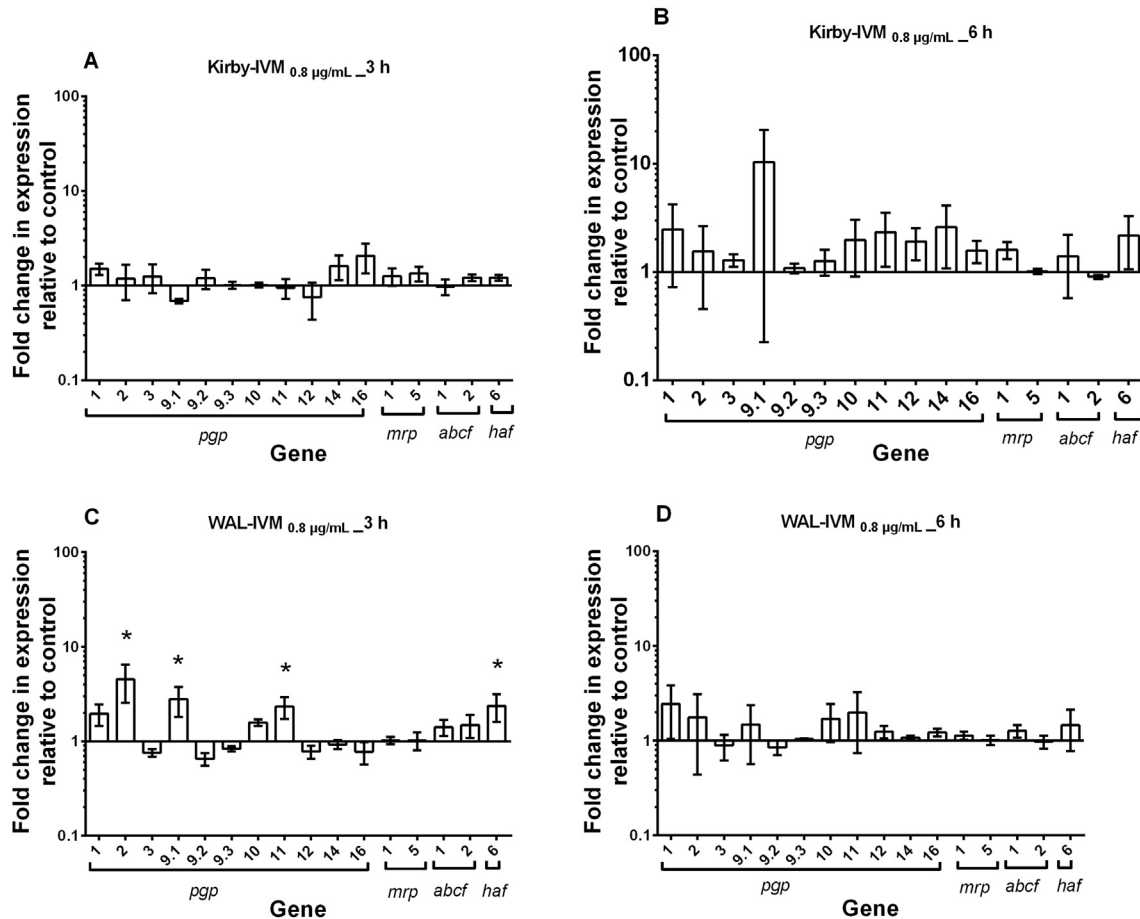 A
Kirby-IVM 0.8 µg/mL _3 h
Fold change in expression
relative to control
100
10
1
0.1
1 2 3 9.1 9.2 9.3 10 11 12 14 16 1 5 1 2 6
pgp mrp abcf haf
Gene
B
Kirby-IVM 0.8 µg/mL _6 h
Fold change in expression
relative to control
100
10
1
0.1
1 2 3 9.1 9.2 9.3 10 11 12 14 16 1 5 1 2 6
pgp mrp abcf haf
Gene
C
WAL-IVM 0.8 µg/mL _3 h
Fold change in expression
relative to control
100
10
1
0.1
* * * *
1 2 3 9.1 9.2 9.3 10 11 12 14 16 1 5 1 2 6
pgp mrp abcf haf
Gene
D
WAL-IVM 0.8 µg/mL _6 h
Fold change in expression
relative to control
100
10
1
0.1
1 2 3 9.1 9.2 9.3 10 11 12 14 16 1 5 1 2 6
pgp mrp abcf haf
Gene